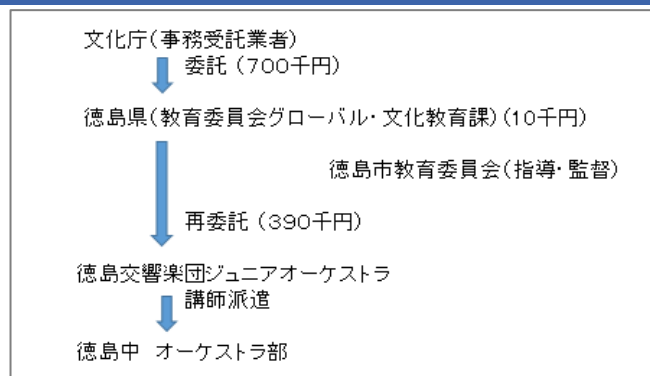 文化庁(事務受託業者)
委託（700千円）
徳島県(教育委員会グローバル・文化教育課)(10千円)
徳島市教育委員会(指導・監督)
再委託（390千円）
徳島交響楽団ジュニアオーケストラ
講師派遣
徳島中　オーケストラ部